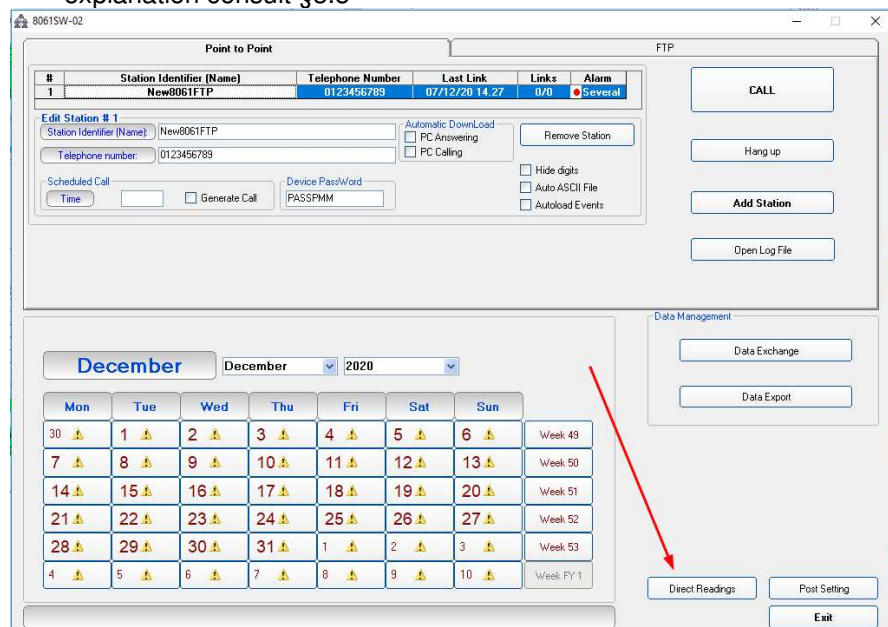 explanation consult §6.8
8061SW-02
Point to Point
FTP
# Station Identifier (Name) Telephone Number Last Link Links Alarm
1 New8061FTP 0123456789 07/12/20 14.27 0/0 Several
CALL
Edit Station # 1
Station Identifier (Name): New8061FTP
Automatic DownLoad
PC Answering
PC Calling
Remove Station
Telephone number: 0123456789
Hang up
Scheduled Call
Time
Generate Call
Device PassWord
PASSPMM
Hide digits
Auto ASCII File
Autoload Events
Add Station
Open Log File
Data Management
December December 2020
Data Exchange
Mon Tue Wed Thu Fri Sat Sun
Data Export
30 1 2 3 4 5 6 Week 49
7 8 9 10 11 12 13 Week 50
14 15 16 17 18 19 20 Week 51
21 22 23 24 25 26 27 Week 52
28 29 30 31 1 2 3 Week 53
4 5 6 7 8 9 10 Week FY 1
Direct Readings Post Setting
Exit